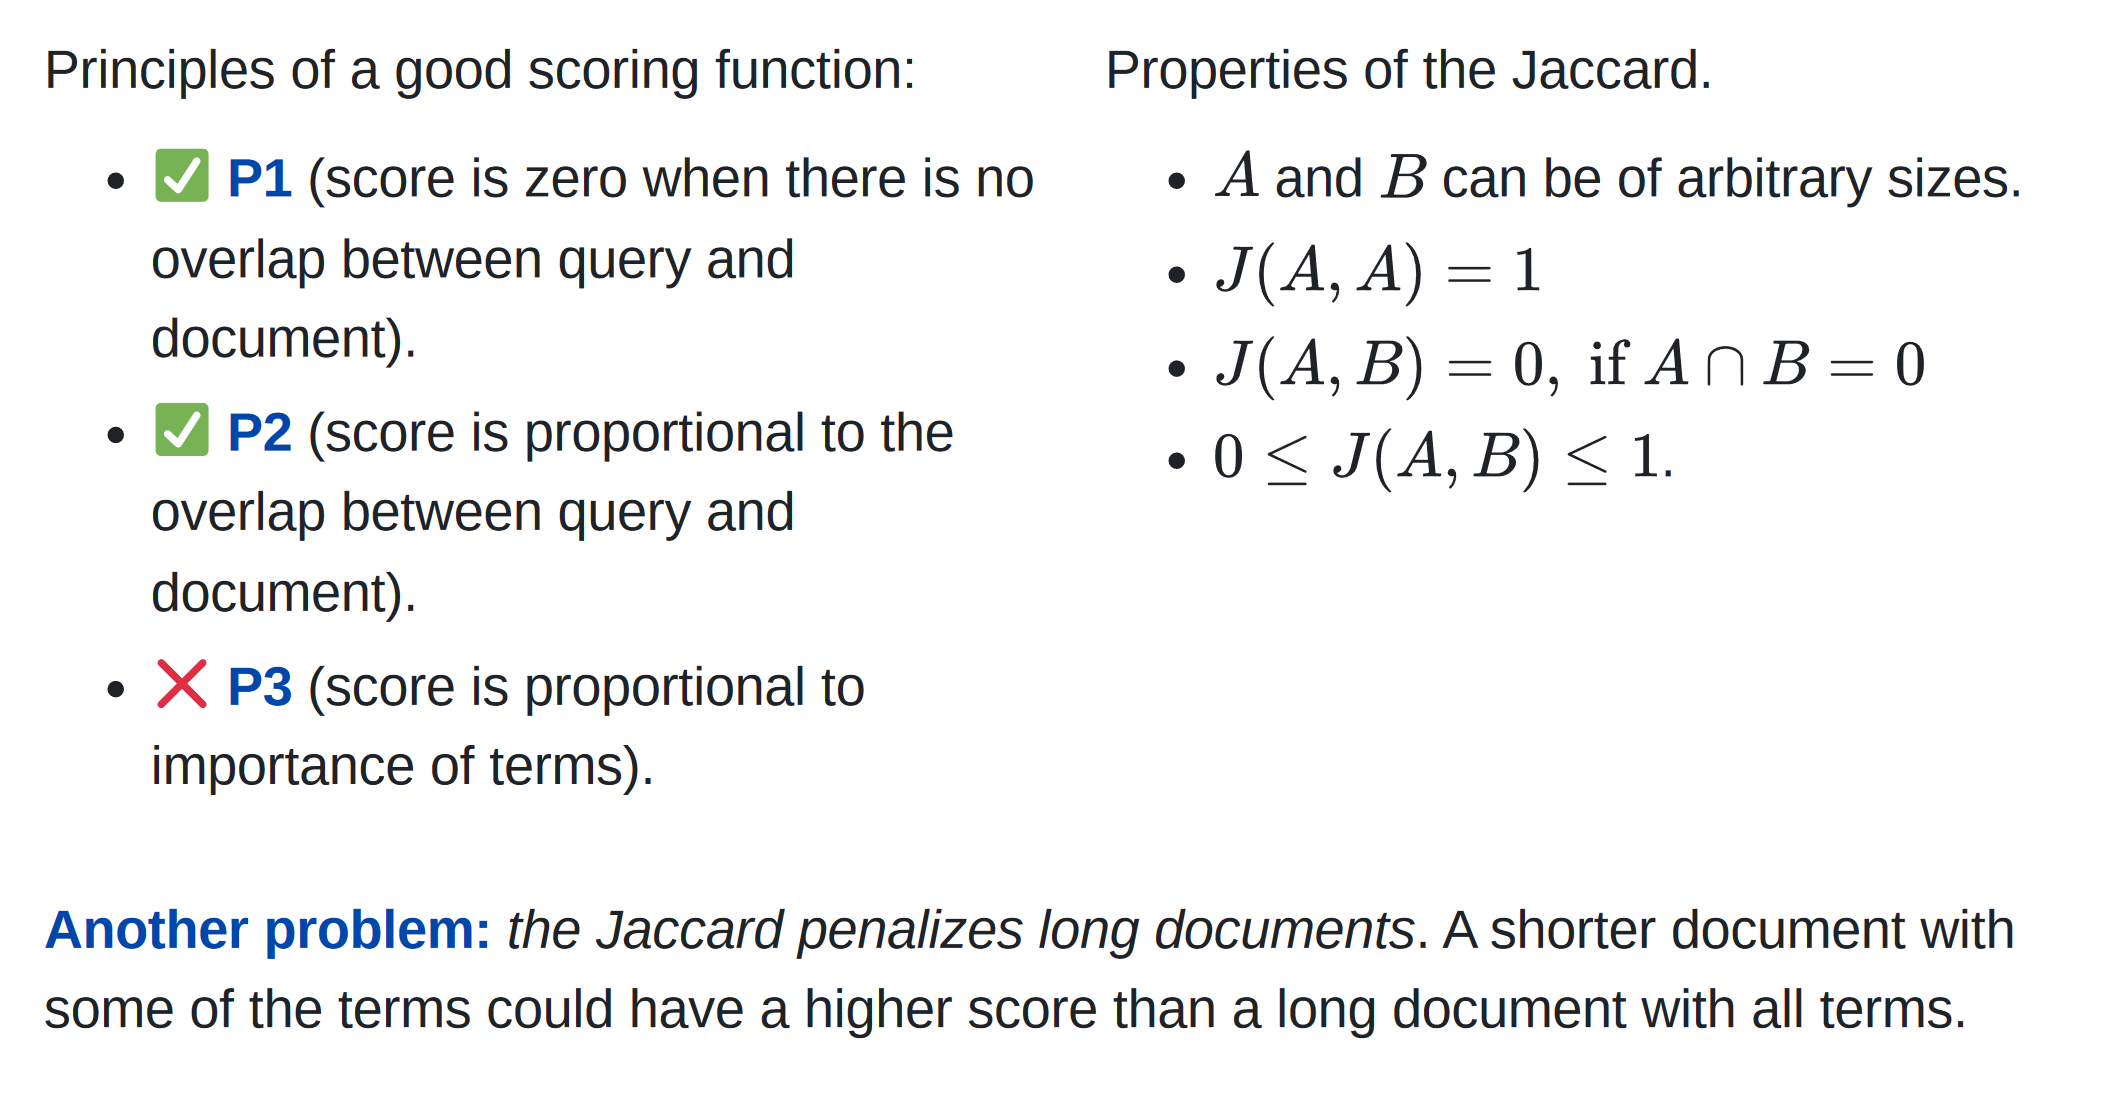 Principles of a good scoring function:
✅ P1 (score is zero when there is no
overlap between query and
document).
✅ P2 (score is proportional to the
overlap between query and
document).
❌ P3 (score is proportional to
importance of terms).
Properties of the Jaccard.
A and B can be of arbitrary sizes.
J(A, A) = 1
J(A, B) = 0, if A ∩ B = 0
0 ≤ J(A, B) ≤ 1.
Another problem: the Jaccard penalizes long documents. A shorter document with
some of the terms could have a higher score than a long document with all terms.